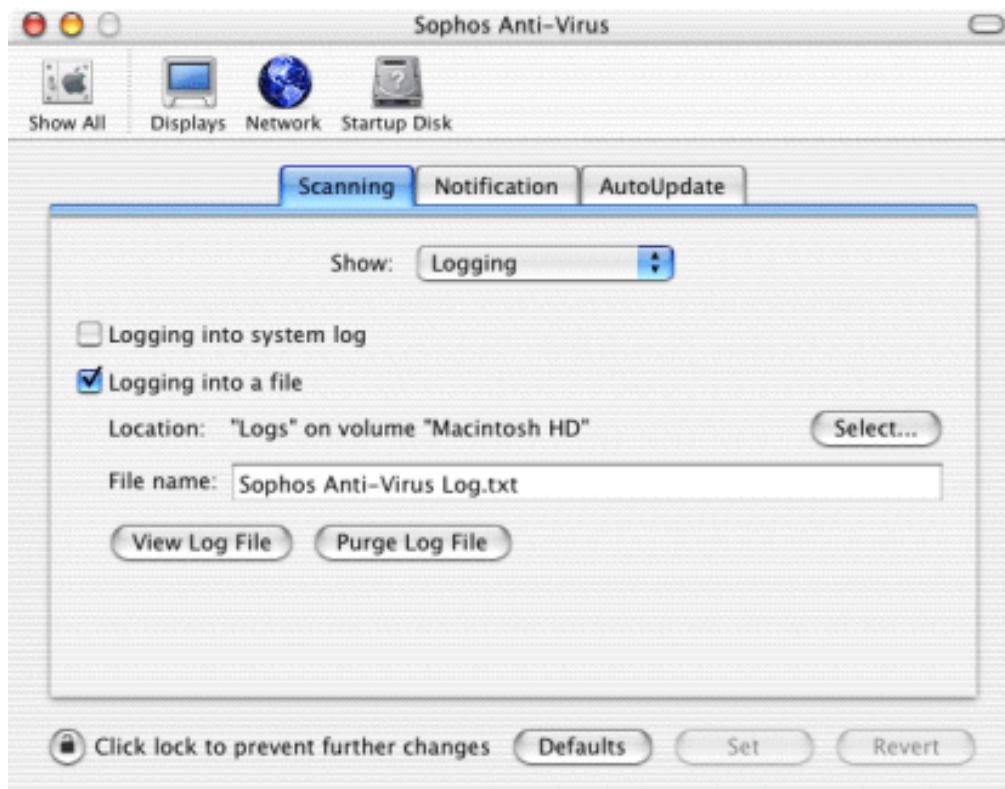 Sophos Anti-Virus
Show All Displays Network Startup Disk
Scanning Notification AutoUpdate
Show: Logging
Logging into system log
Logging into a file
Location: "Logs" on volume "Macintosh HD" Select...
File name: Sophos Anti-Virus Log.txt
View Log File Purge Log File
Click lock to prevent further changes Defaults Set Revert